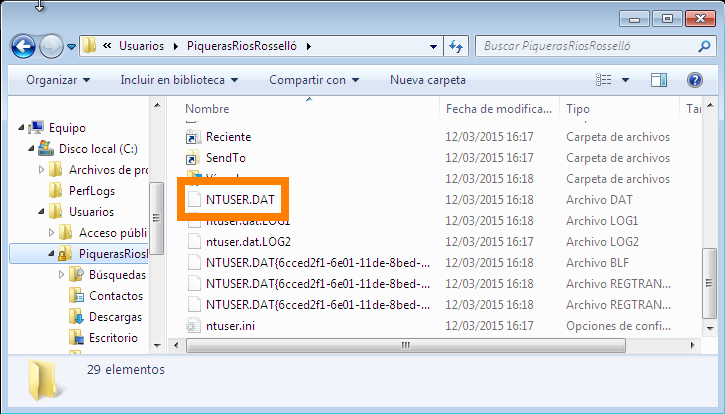 Usuarios PiquerasRiosRosselló
Buscar PiquerasRiosRosselló
Organizar Incluir en biblioteca Compartir con Nueva carpeta
Equipo
Disco local (C:)
Archivos de pro
PerfLogs
Usuarios
Acceso públi
PiquerasRiosRo
Búsquedas
Contactos
Descargas
Escritorio
Nombre Fecha de modifica... Tipo Ta
Reciente 12/03/2015 16:17 Carpeta de archivos
SendTo 12/03/2015 16:17 Carpeta de archivos
12/03/2015 16:17 Carpeta de archivos
NTUSER.DAT 12/03/2015 16:18 Archivo DAT
ntuser.dat.LOG1 12/03/2015 16:18 Archivo LOG1
ntuser.dat.LOG2 12/03/2015 16:17 Archivo LOG2
NTUSER.DAT{6cced2f1-6e01-11de-8bed-... 12/03/2015 16:18 Archivo BLF
NTUSER.DAT{6cced2f1-6e01-11de-8bed-... 12/03/2015 16:18 Archivo REGTRAN...
NTUSER.DAT{6cced2f1-6e01-11de-8bed-... 12/03/2015 16:18 Archivo REGTRAN...
ntuser.ini 12/03/2015 16:17 Opciones de confi...
29 elementos